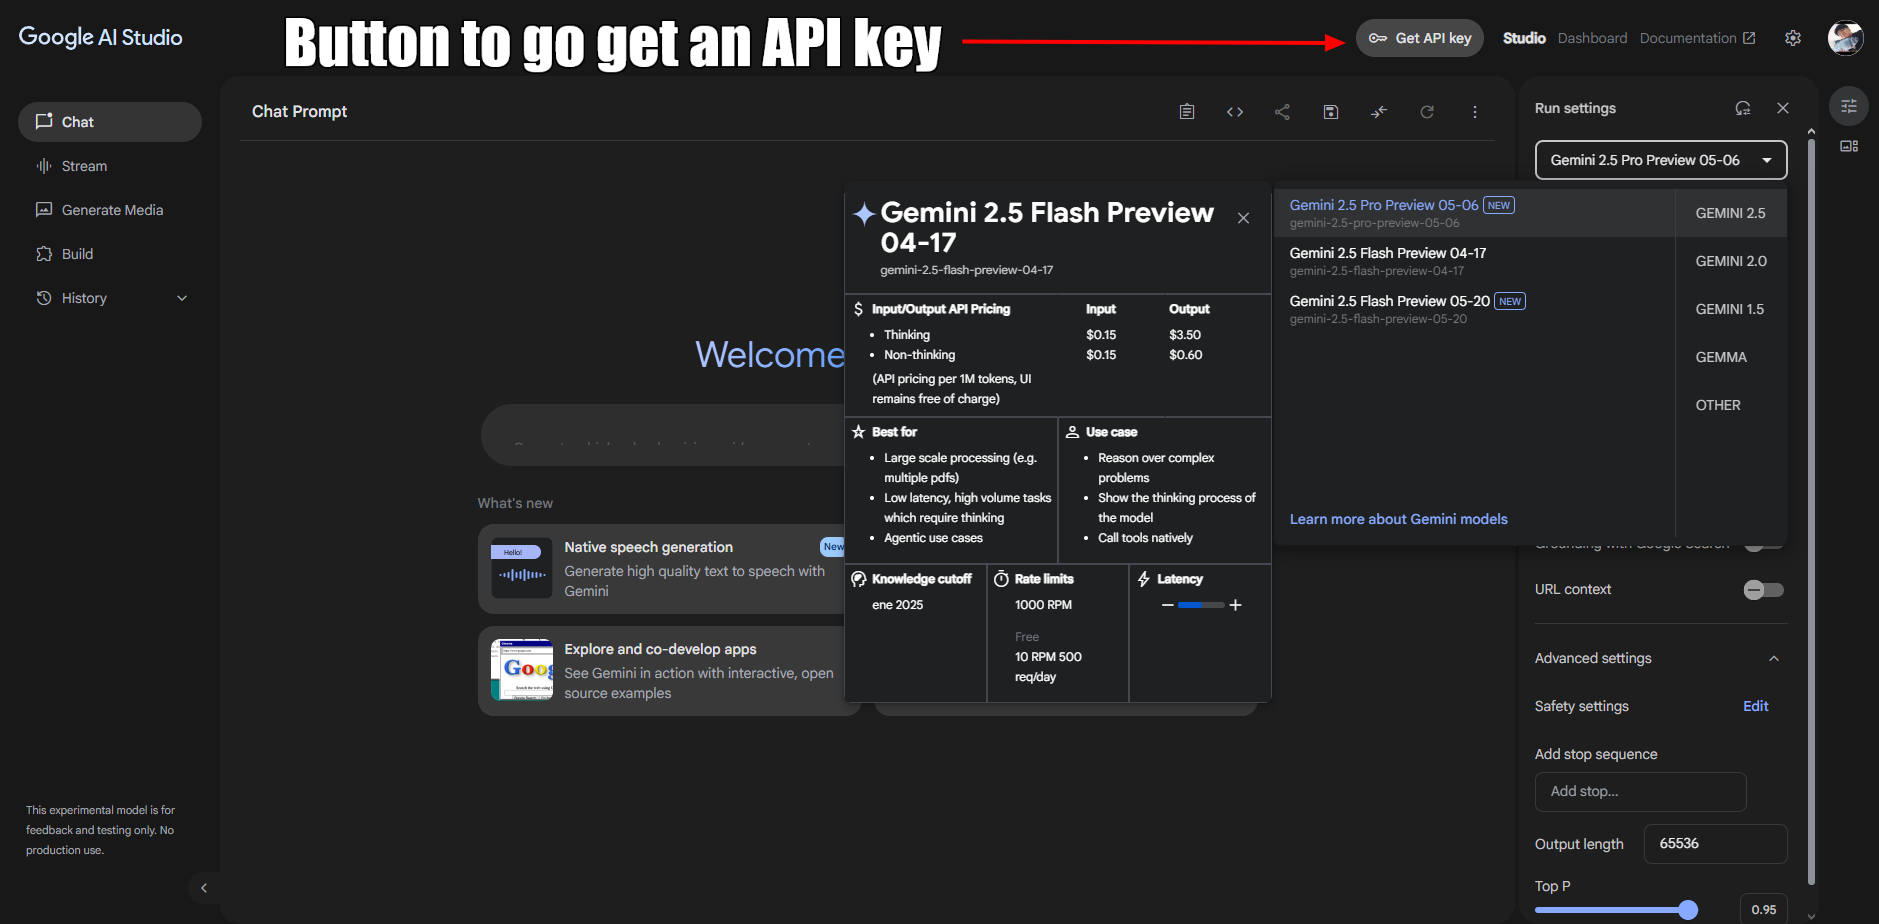 Google AI Studio
Button to go get an API key
Get API key
Studio
Dashboard
Documentation
Chat
Stream
Generate Media
Build
History
This experimental model is for
feedback and testing only. No
production use.
Chat Prompt
Welcome
What's new
Hello!
Native speech generation
New
Generate high quality text to speech with
Gemini
Goog
Explore and co-develop apps
See Gemini in action with interactive, open
source examples
Gemini 2.5 Flash Preview
04-17
gemini-2.5-flash-preview-04-17
Input/Output API Pricing Input Output
• Thinking $0.15 $3.50
• Non-thinking $0.15 $0.60
(API pricing per 1M tokens, UI
remains free of charge)
Best for
• Large scale processing (e.g.
multiple pdfs)
• Low latency, high volume tasks
which require thinking
• Agentic use cases
Use case
• Reason over complex
problems
• Show the thinking process of
the model
• Call tools natively
Knowledge cutoff
ene 2025
Rate limits
1000 RPM
Free
10 RPM 500
req/day
Latency
Run settings
Gemini 2.5 Pro Preview 05-06
Gemini 2.5 Pro Preview 05-06 NEW
gemini-2.5-pro-preview-05-06
Gemini 2.5 Flash Preview 04-17
gemini-2.5-flash-preview-04-17
Gemini 2.5 Flash Preview 05-20 NEW
gemini-2.5-flash-preview-05-20
Learn more about Gemini models
GEMINI 2.5
GEMINI 2.0
GEMINI 1.5
GEMMA
OTHER
Grounding with Google Search
URL context
Advanced settings
Safety settings Edit
Add stop sequence
Add stop...
Output length 65536
Top P
0.95